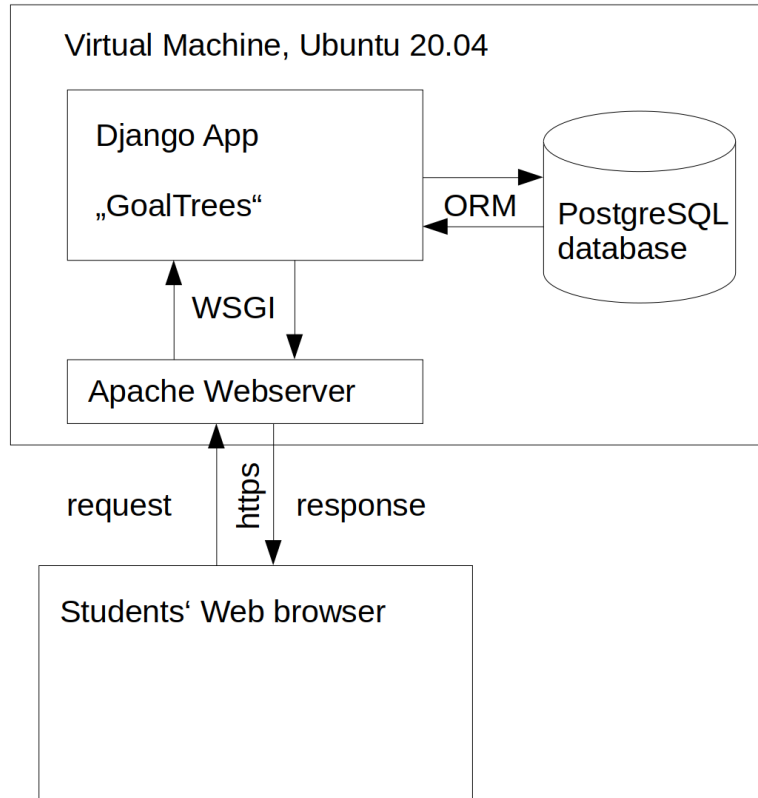 Virtual Machine, Ubuntu 20.04
Django App
„GoalTrees“
ORM
PostgreSQL
database
WSGI
Apache Webserver
request
https
response
Students‘ Web browser